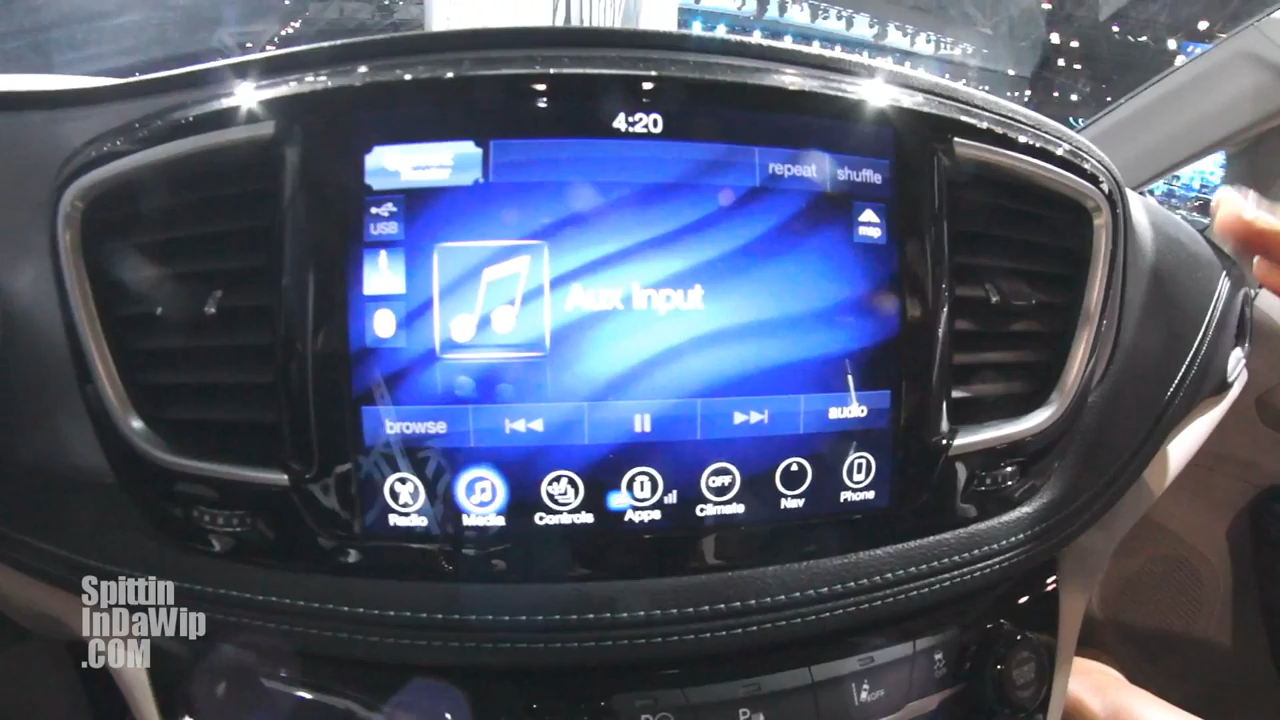 4:20
repeat
shuffle
USB
map
Aux Input
browse
audio
Radio
Media
Controls
Apps
OFF
Climate
Nav
Phone
Spittin
InDaWip
.COM
OFF